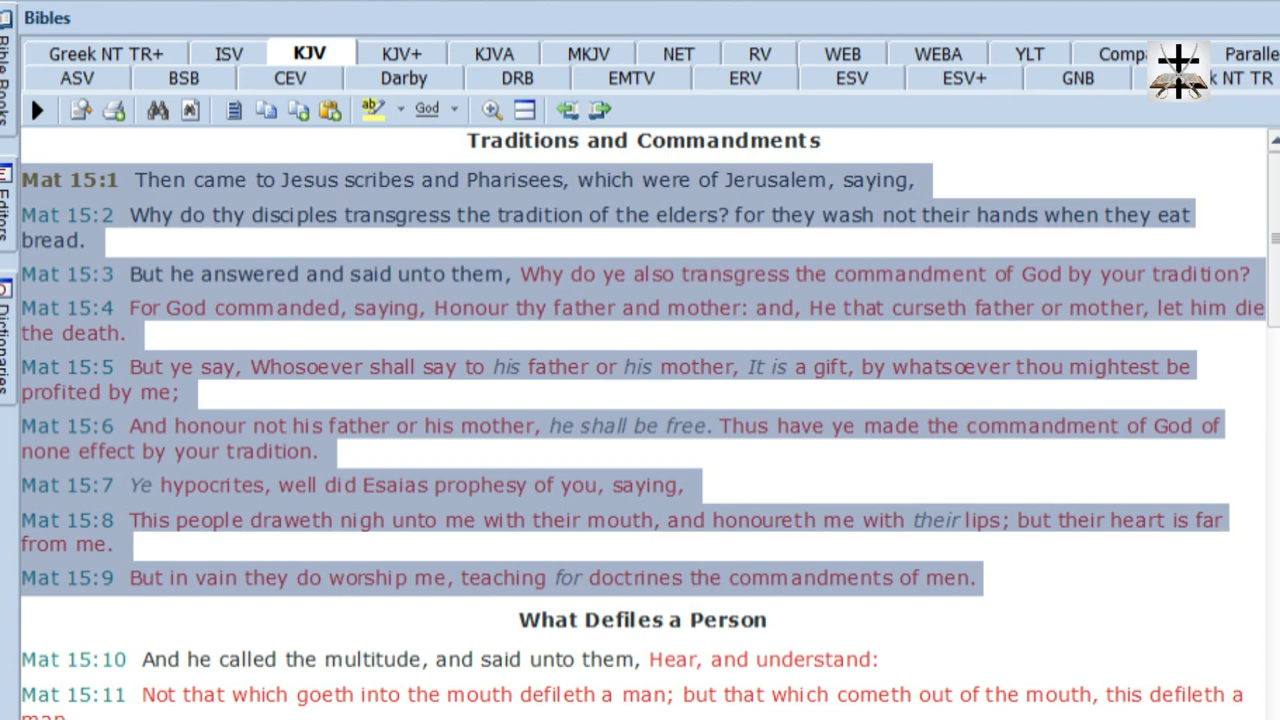 Bibles
Greek NT TR+ ISV KJV KJV+ KJVA MKJV NET RV WEB WEBA YLT Paralle
ASV BSB CEV Darby DRB EMTV ERV ESV ESV+ GNB NT TR
Bible Books
Editors
Dictionaries
God
Traditions and Commandments
Mat 15:1 Then came to Jesus scribes and Pharisees, which were of Jerusalem, saying,
Mat 15:2 Why do thy disciples transgress the tradition of the elders? for they wash not their hands when they eat
bread.
Mat 15:3 But he answered and said unto them, Why do ye also transgress the commandment of God by your tradition?
Mat 15:4 For God commanded, saying, Honour thy father and mother: and, He that curseth father or mother, let him die
the death.
Mat 15:5 But ye say, Whosoever shall say to his father or his mother, It is a gift, by whatsoever thou mightest be
profited by me;
Mat 15:6 And honour not his father or his mother, he shall be free. Thus have ye made the commandment of God of
none effect by your tradition.
Mat 15:7 Ye hypocrites, well did Esaias prophesy of you, saying,
Mat 15:8 This people draweth nigh unto me with their mouth, and honoureth me with their lips; but their heart is far
from me.
Mat 15:9 But in vain they do worship me, teaching for doctrines the commandments of men.
What Defiles a Person
Mat 15:10 And he called the multitude, and said unto them, Hear, and understand:
Mat 15:11 Not that which goeth into the mouth defileth a man; but that which cometh out of the mouth, this defileth a
man